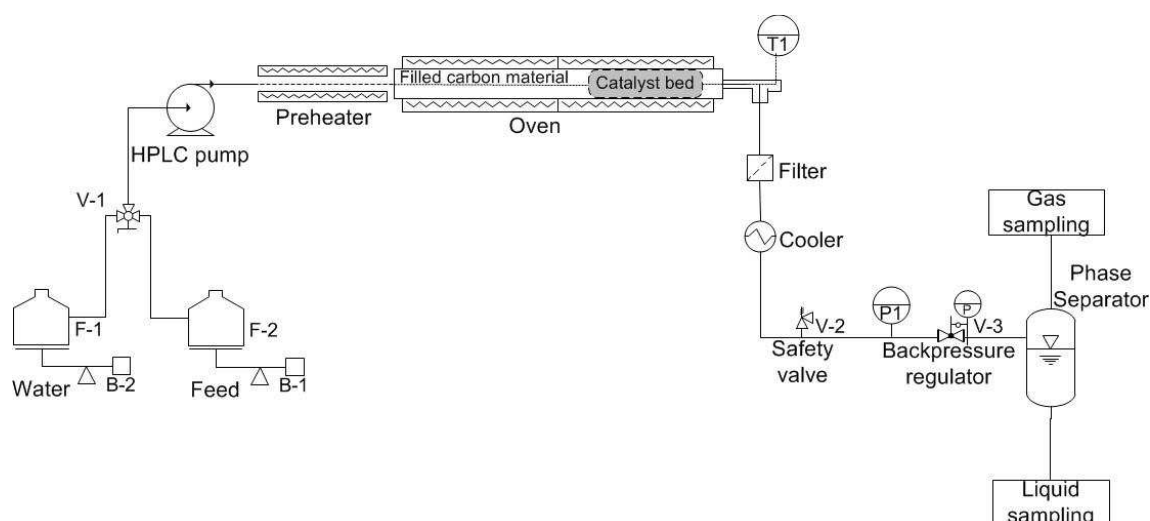 T1
Filled carbon material
Catalyst bed
Preheater
Oven
HPLC pump
Filter
V-1
Gas
sampling
Cooler
Phase
Separator
F-1
F-2
P1
P
V-2
V-3
Safety
valve
Backpressure
regulator
Water
B-2
Feed
B-1
Liquid
sampling